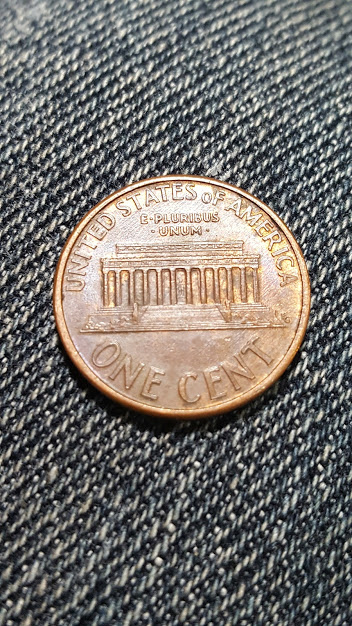 UNITED STATES oF AMERICA
E·PLURIBUS
·UNUM·
ONE CENT